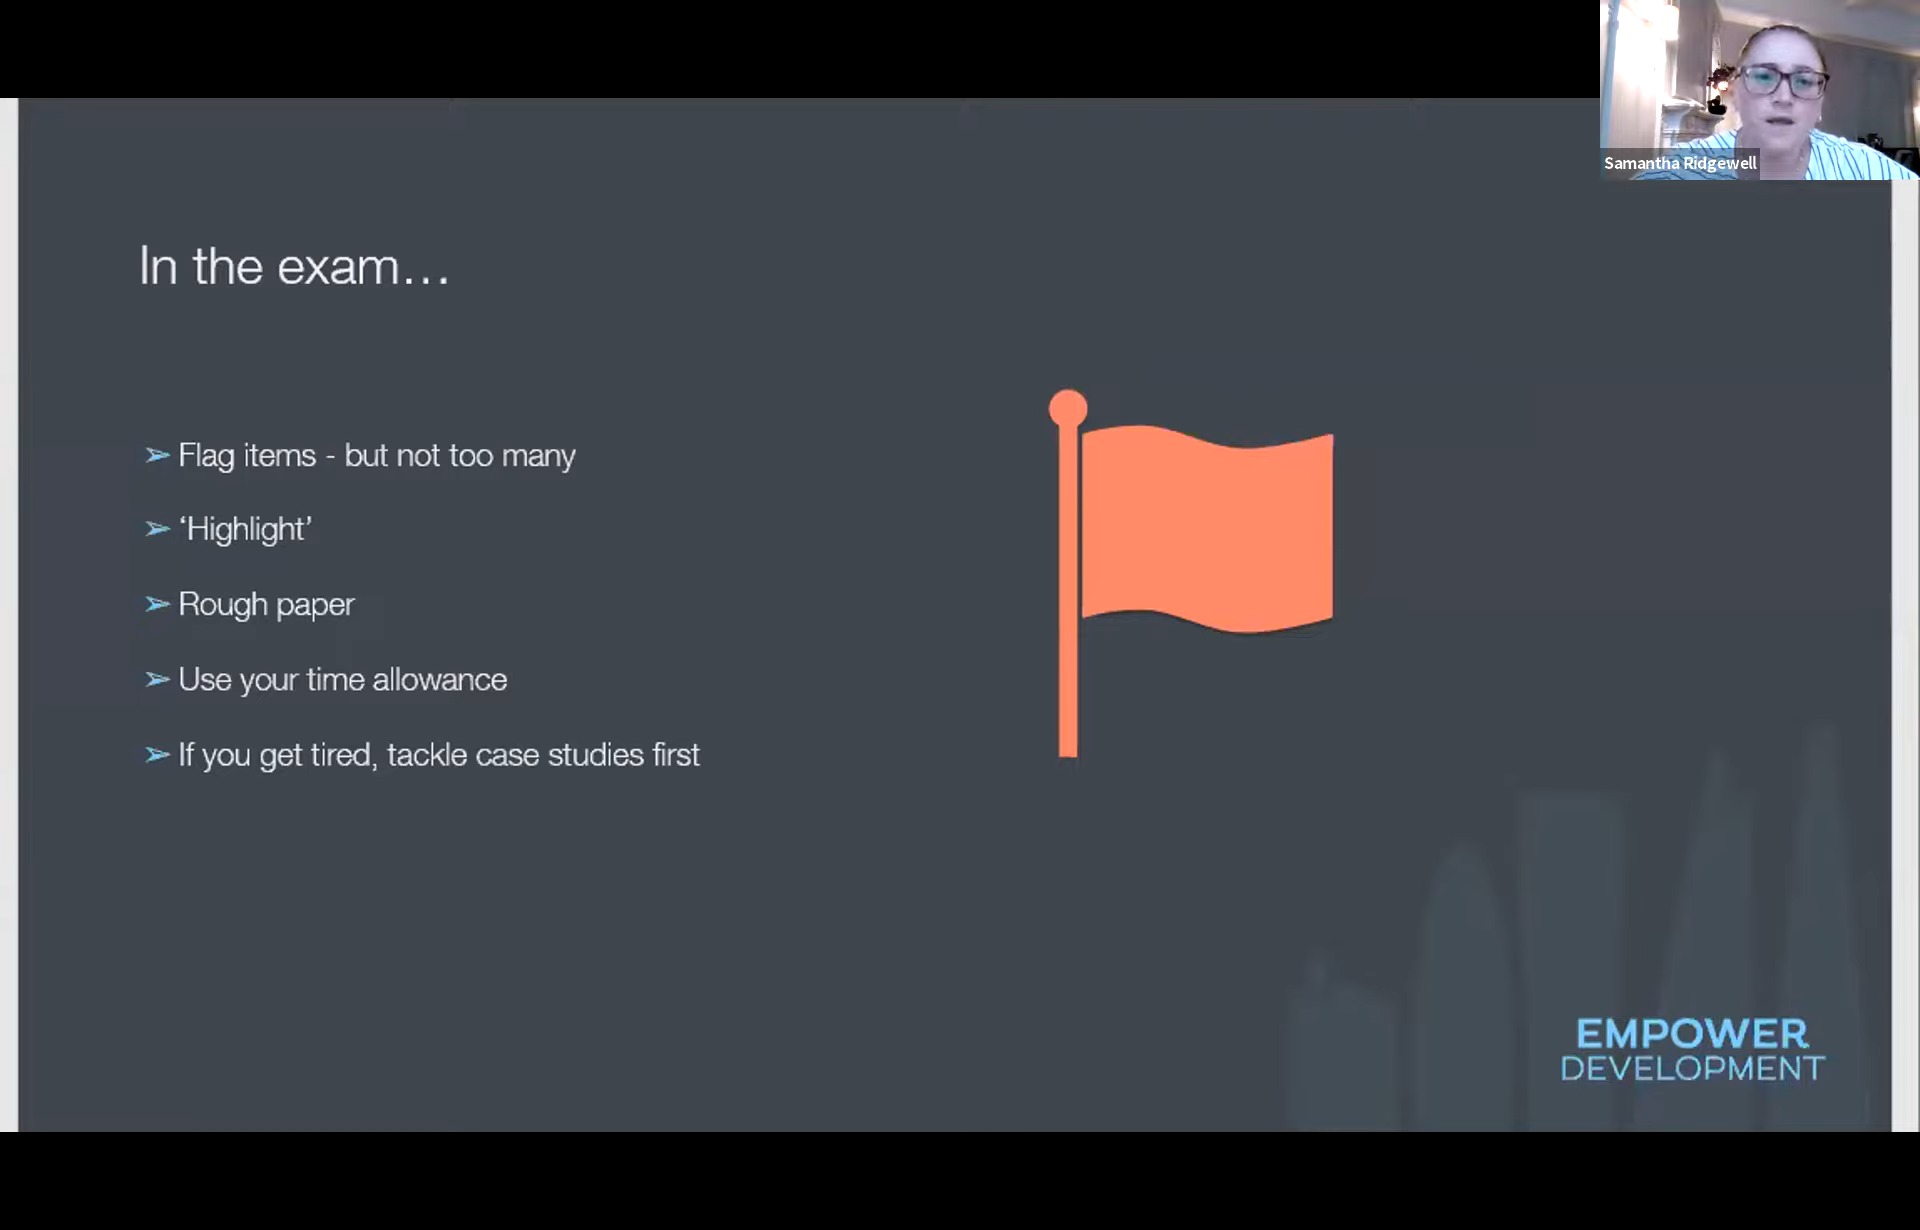 Samantha Ridgewell
In the exam…
➢ Flag items - but not too many
➢ ‘Highlight’
➢ Rough paper
➢ Use your time allowance
➢ If you get tired, tackle case studies first
EMPOWER
DEVELOPMENT